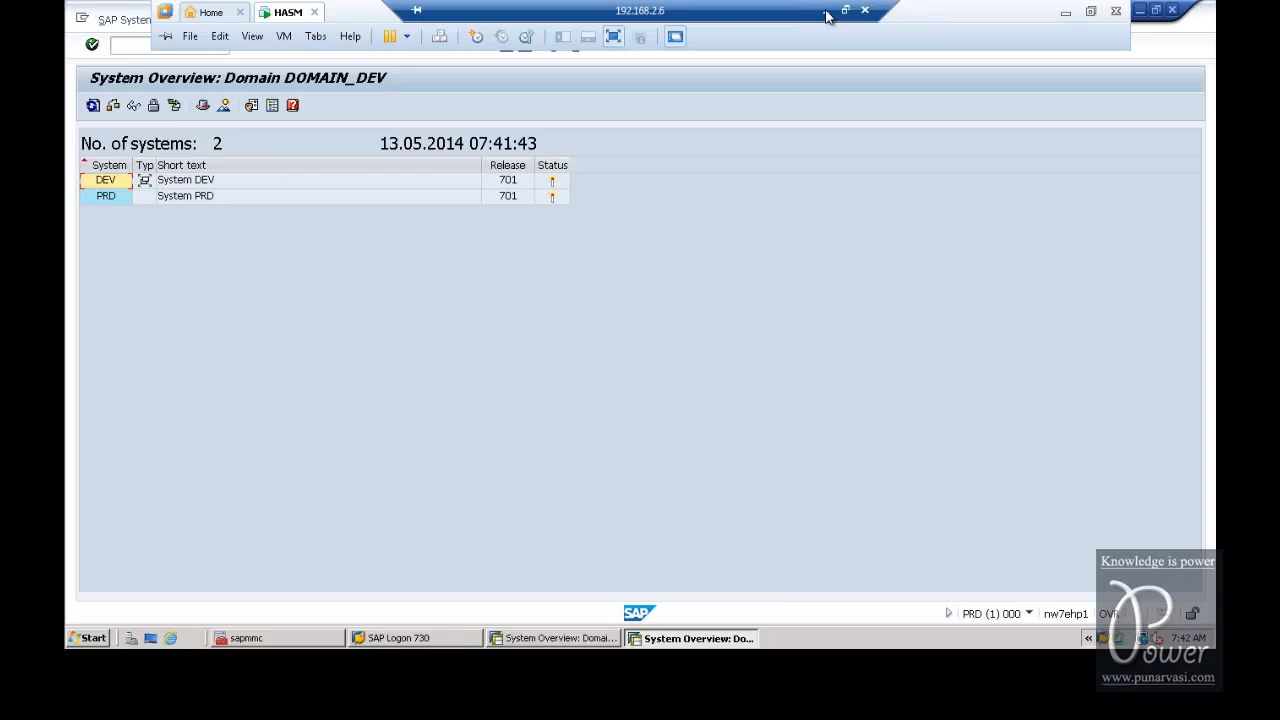 SAP System
Home
HASM
192.168.2.6
File Edit View VM Tabs Help
System Overview: Domain DOMAIN_DEV
No. of systems: 2 13.05.2014 07:41:43
System Typ Short text Release Status
DEV System DEV 701
PRD System PRD 701
SAP
PRD (1) 000 nw7ehp1 OVR
Start sapmmc SAP Logon 730 System Overview: Domai... System Overview: Do... « 7:42 AM
Knowledge is power
Power
www.punarvasi.com